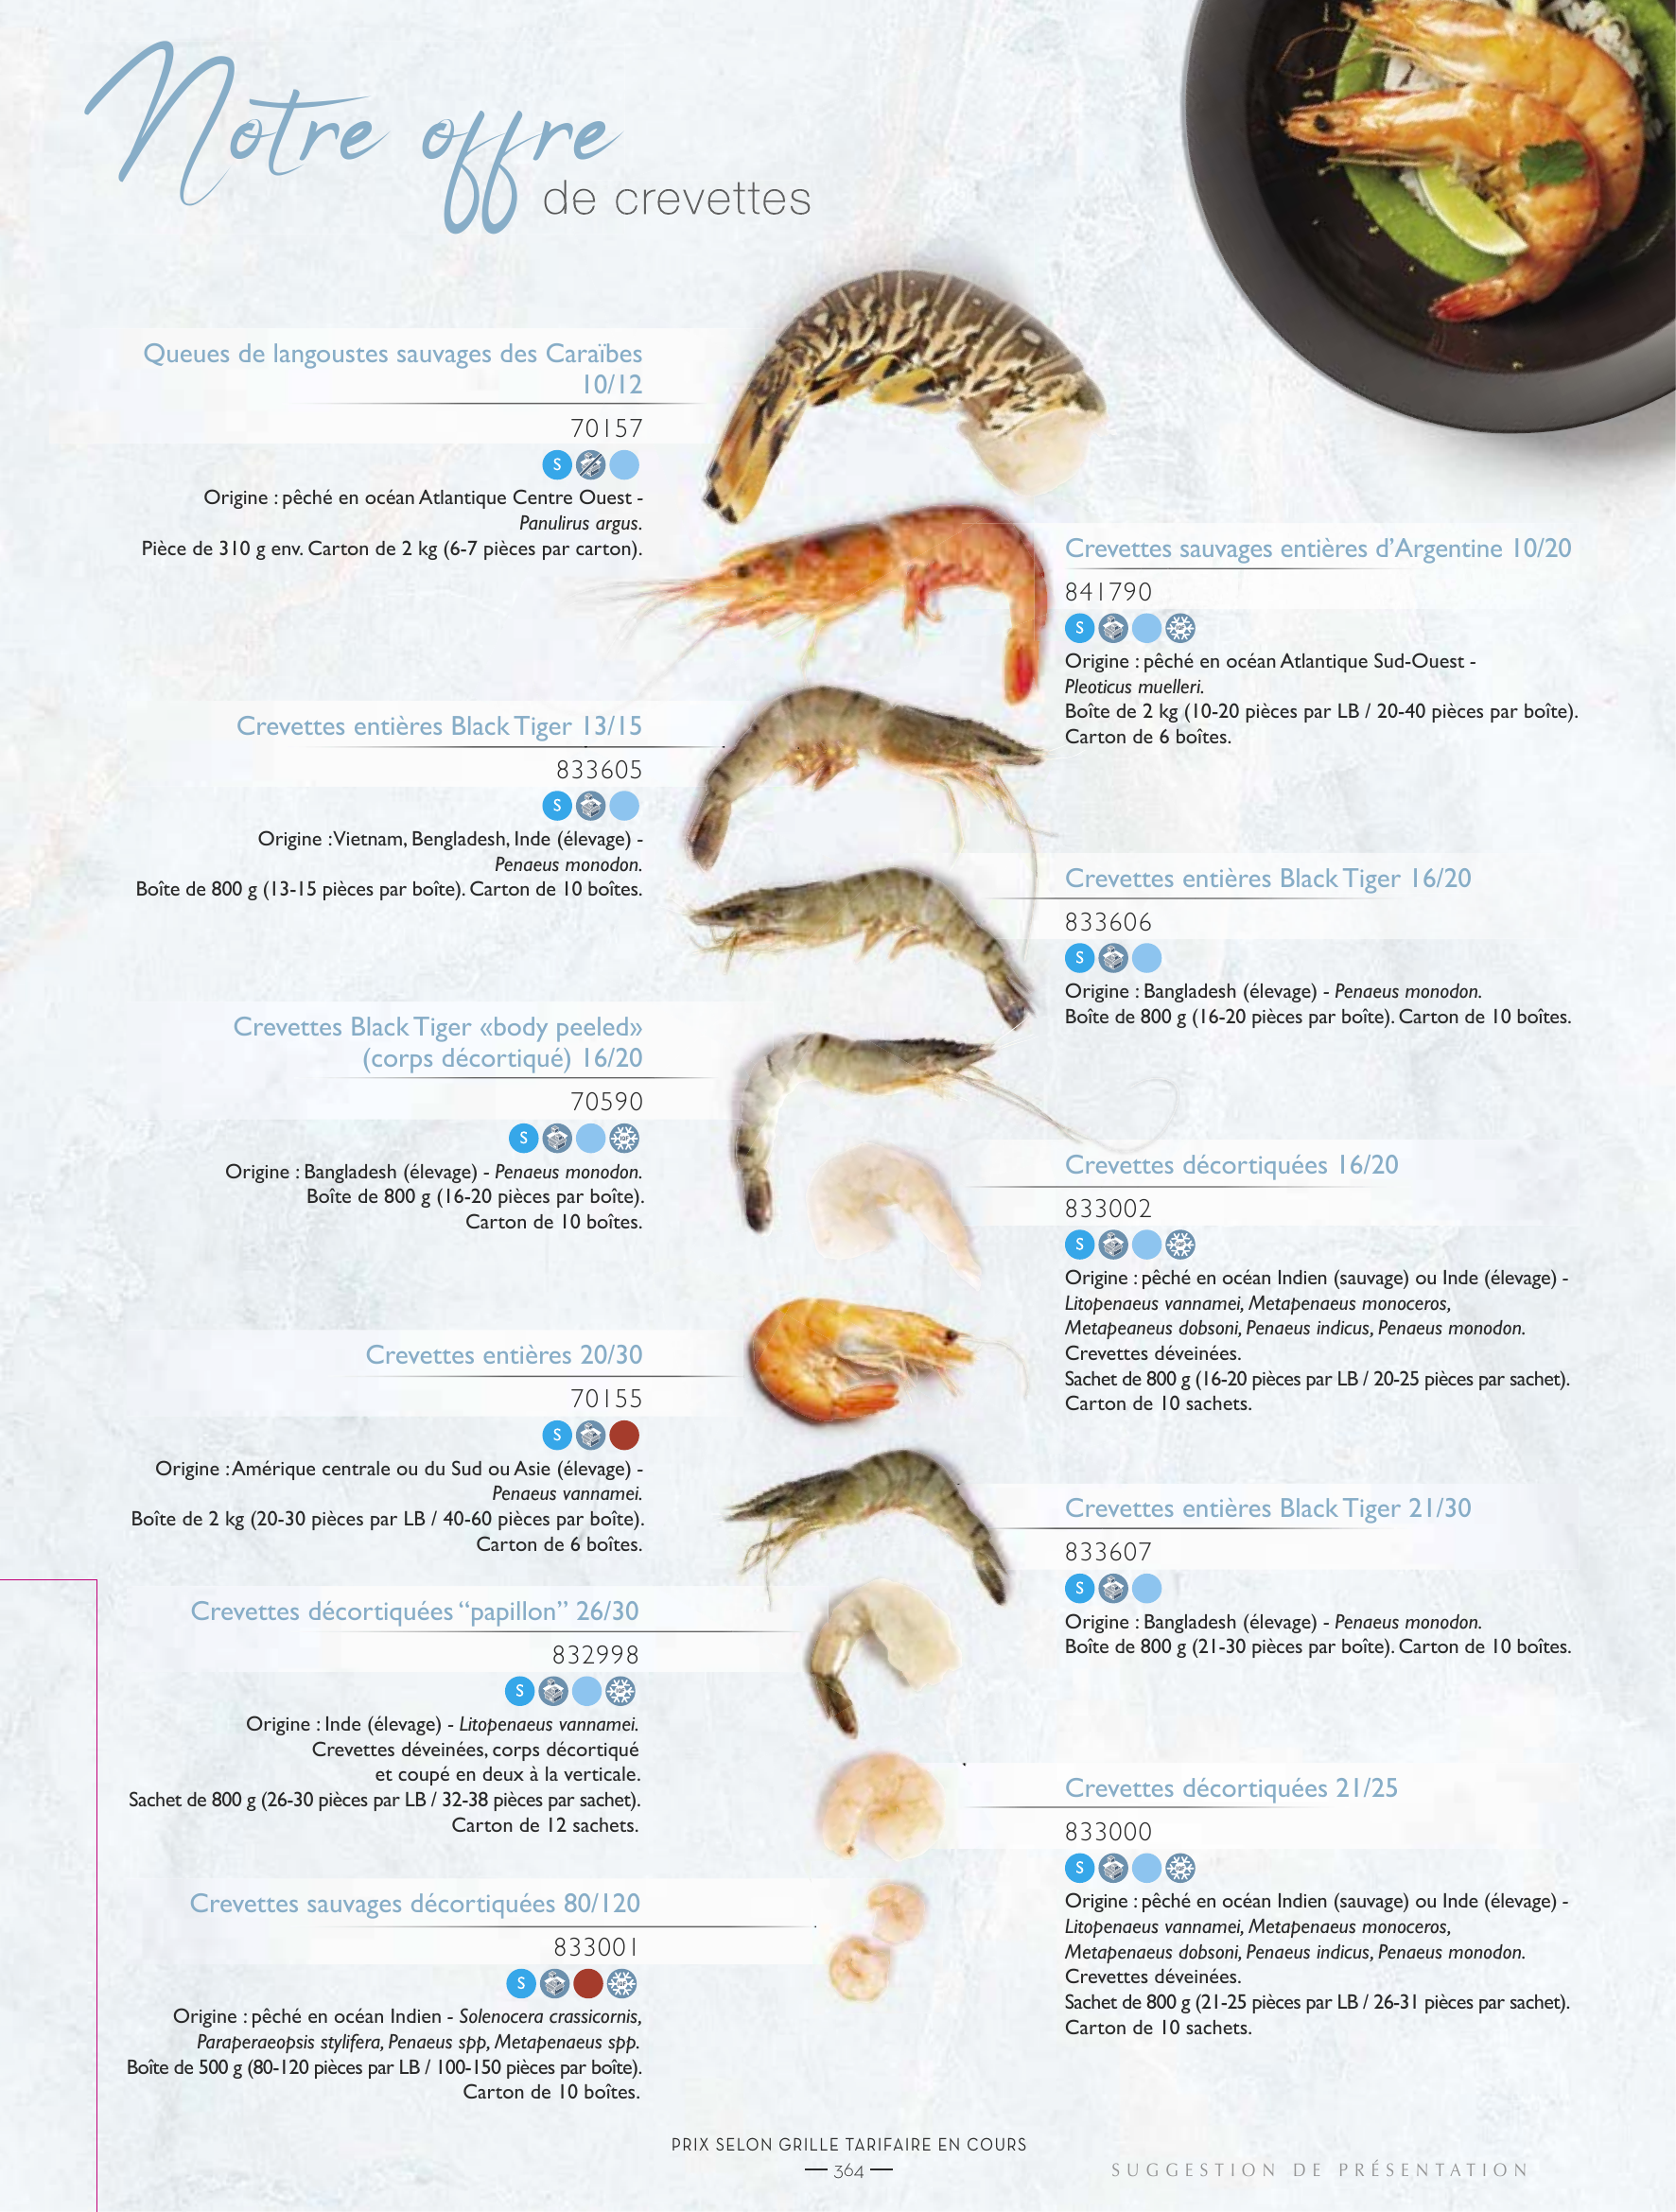 Notre offre
de crevettes
Queues de langoustes sauvages des Caraïbes
10/12
70157
S
Origine : pêché en océan Atlantique Centre Ouest -
Panulirus argus.
Pièce de 310 g env. Carton de 2 kg (6-7 pièces par carton).
Crevettes sauvages entières d’Argentine 10/20
841790
S
Origine : pêché en océan Atlantique Sud-Ouest -
Pleoticus muelleri.
Boîte de 2 kg (10-20 pièces par LB / 20-40 pièces par boîte).
Carton de 6 boîtes.
Crevettes entières Black Tiger 13/15
833605
S
Origine : Vietnam, Bengladesh, Inde (élevage) -
Penaeus monodon.
Boîte de 800 g (13-15 pièces par boîte). Carton de 10 boîtes.
Crevettes entières Black Tiger 16/20
833606
S
Origine : Bangladesh (élevage) - Penaeus monodon.
Boîte de 800 g (16-20 pièces par boîte). Carton de 10 boîtes.
Crevettes Black Tiger «body peeled»
(corps décortiqué) 16/20
70590
S
Origine : Bangladesh (élevage) - Penaeus monodon.
Boîte de 800 g (16-20 pièces par boîte).
Carton de 10 boîtes.
Crevettes décortiquées 16/20
833002
S
Origine : pêché en océan Indien (sauvage) ou Inde (élevage) -
Litopenaeus vannamei, Metapenaeus monoceros,
Metapeaneus dobsoni, Penaeus indicus, Penaeus monodon.
Crevettes déveinées.
Sachet de 800 g (16-20 pièces par LB / 20-25 pièces par sachet).
Carton de 10 sachets.
Crevettes entières 20/30
70155
S
Origine : Amérique centrale ou du Sud ou Asie (élevage) -
Penaeus vannamei.
Boîte de 2 kg (20-30 pièces par LB / 40-60 pièces par boîte).
Carton de 6 boîtes.
Crevettes entières Black Tiger 21/30
833607
S
Origine : Bangladesh (élevage) - Penaeus monodon.
Boîte de 800 g (21-30 pièces par boîte). Carton de 10 boîtes.
Crevettes décortiquées “papillon” 26/30
832998
S
Origine : Inde (élevage) - Litopenaeus vannamei.
Crevettes déveinées, corps décortiqué
et coupé en deux à la verticale.
Sachet de 800 g (26-30 pièces par LB / 32-38 pièces par sachet).
Carton de 12 sachets.
Crevettes décortiquées 21/25
833000
S
Origine : pêché en océan Indien (sauvage) ou Inde (élevage) -
Litopenaeus vannamei, Metapenaeus monoceros,
Metapenaeus dobsoni, Penaeus indicus, Penaeus monodon.
Crevettes déveinées.
Sachet de 800 g (21-25 pièces par LB / 26-31 pièces par sachet).
Carton de 10 sachets.
Crevettes sauvages décortiquées 80/120
833001
S
Origine : pêché en océan Indien - Solenocera crassicornis,
Paraperaeopsis stylifera, Penaeus spp, Metapenaeus spp.
Boîte de 500 g (80-120 pièces par LB / 100-150 pièces par boîte).
Carton de 10 boîtes.
PRIX SELON GRILLE TARIFAIRE EN COURS
364
SUGGESTION DE PRÉSENTATION